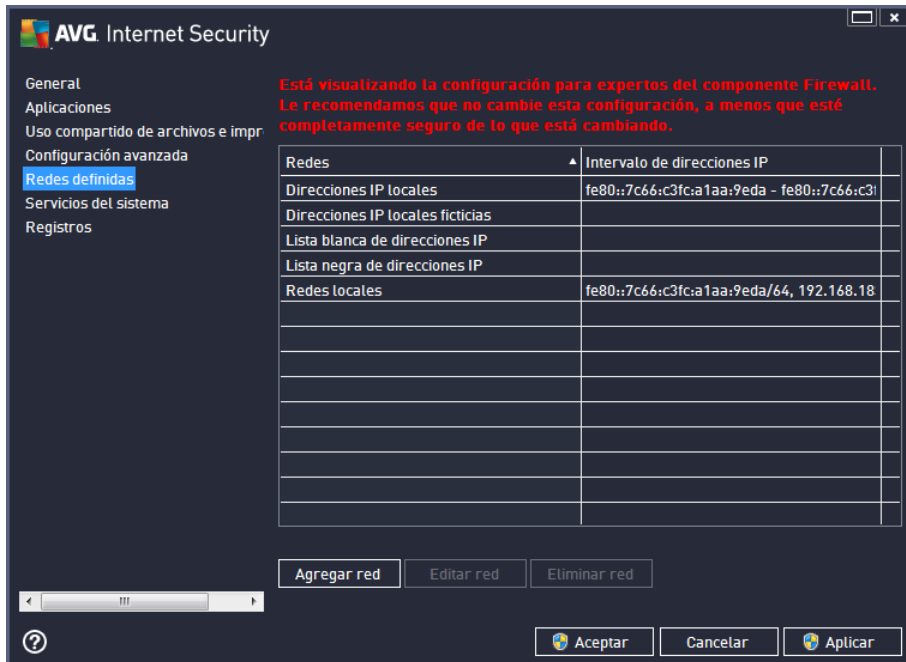 AVG. Internet Security
General
Aplicaciones
Uso compartido de archivos e impr
Configuración avanzada
Redes definidas
Servicios del sistema
Registros
Está visualizando la configuración para expertos del componente Firewall.
Le recomendamos que no cambie esta configuración, a menos que esté
completamente seguro de lo que está cambiando.
Redes Intervalo de direcciones IP
Direcciones IP locales fe80::7c66:c3fc:a1aa:9eda - fe80::7c66:c3f
Direcciones IP locales ficticias
Lista blanca de direcciones IP
Lista negra de direcciones IP
Redes locales fe80::7c66:c3fc:a1aa:9eda/64, 192.168.18
Agregar red Editar red Eliminar red
Aceptar Cancelar Aplicar